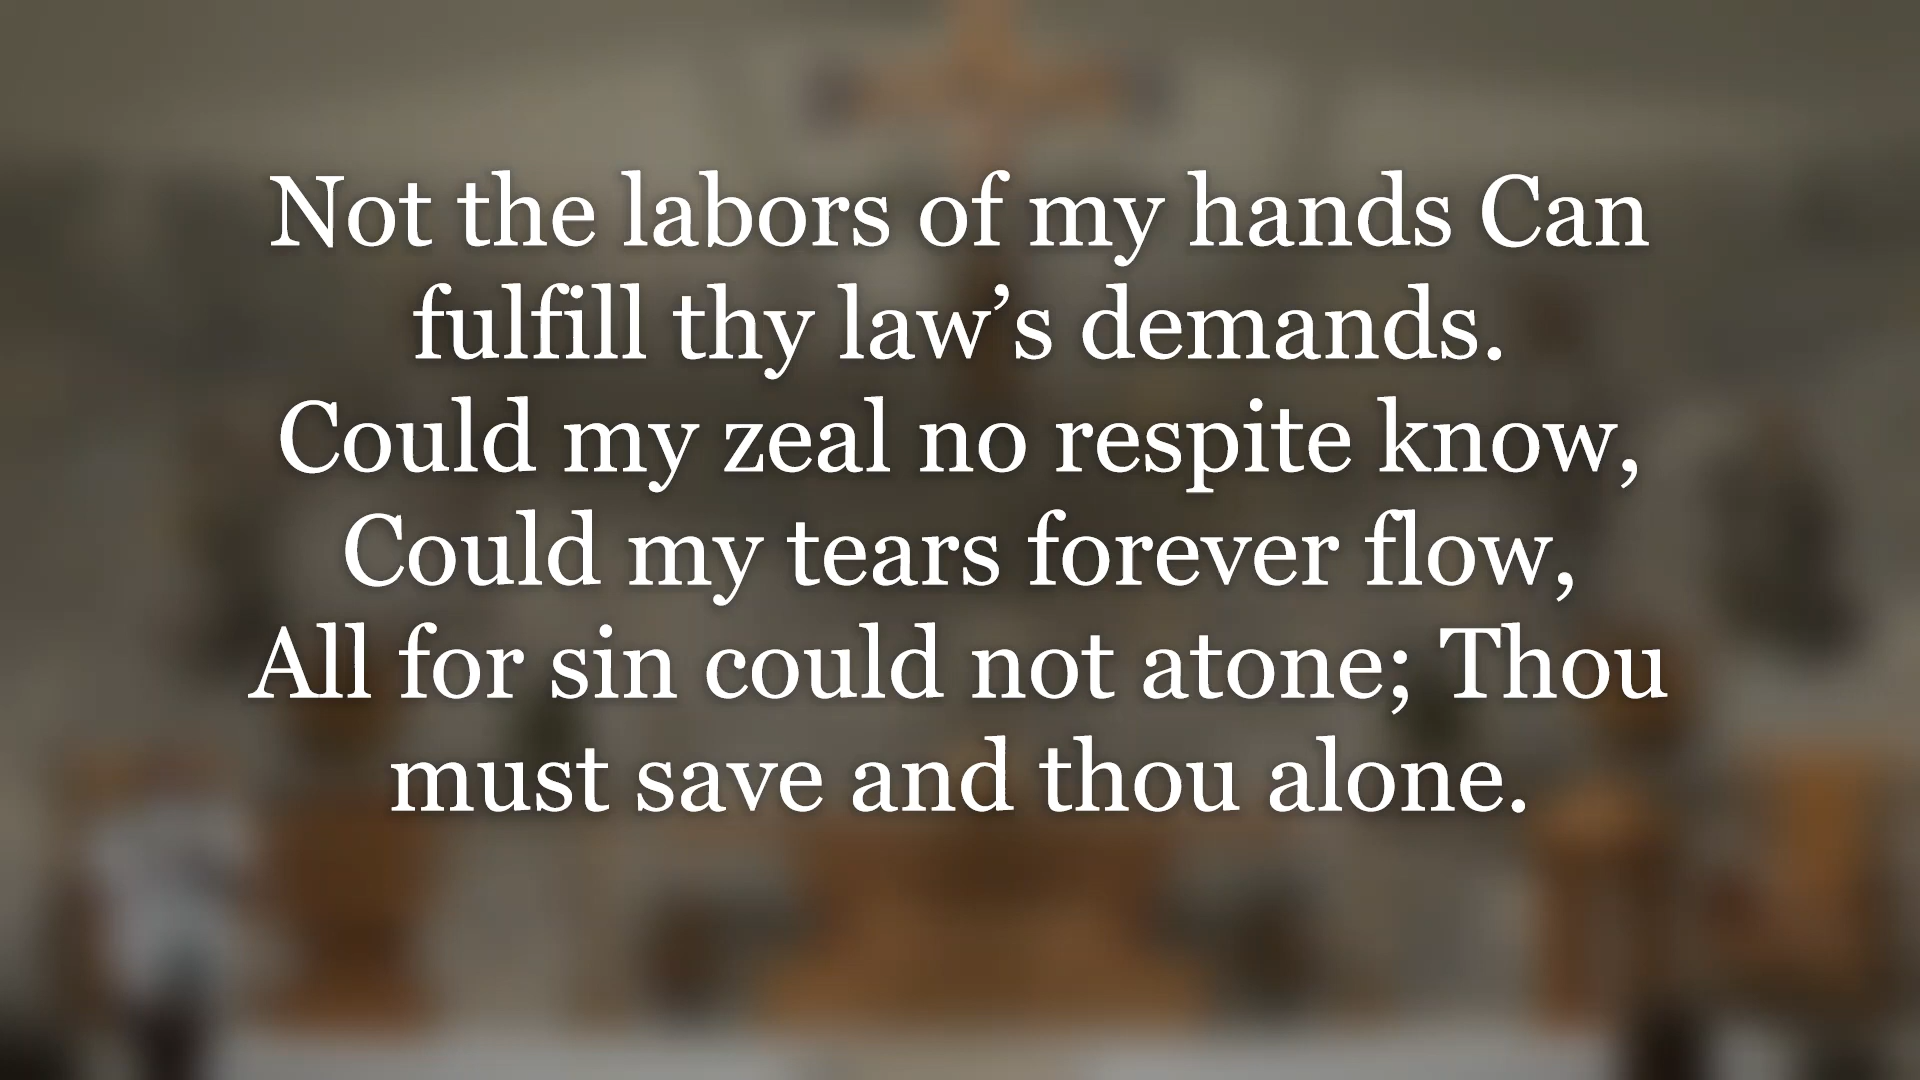 Not the labors of my hands Can
fulfill thy law’s demands.
Could my zeal no respite know,
Could my tears forever flow,
All for sin could not atone; Thou
must save and thou alone.